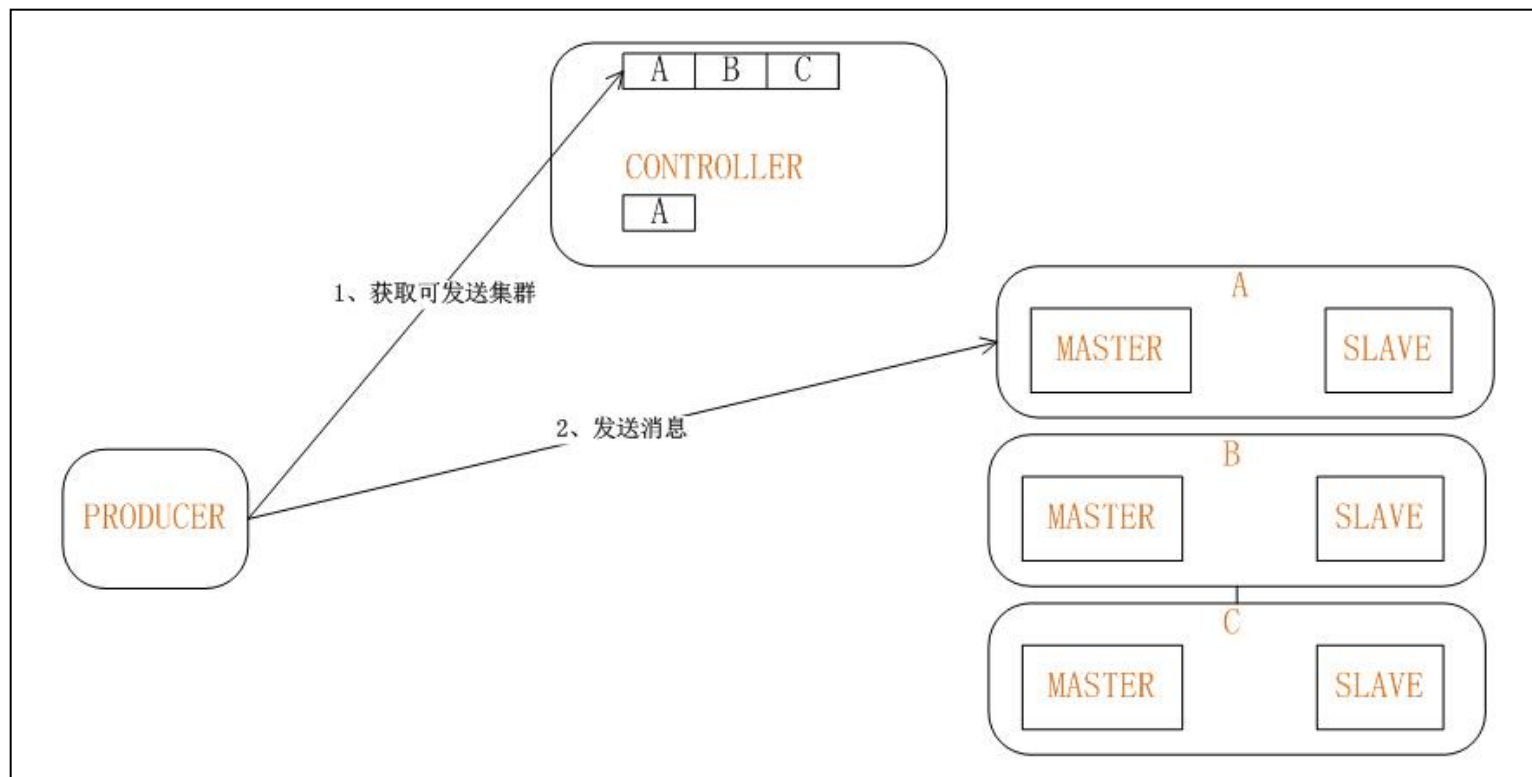 A B C
CONTROLLER
A
1、获取可发送集群
A
MASTER SLAVE
2、发送消息
B
PRODUCER
MASTER SLAVE
C
MASTER SLAVE